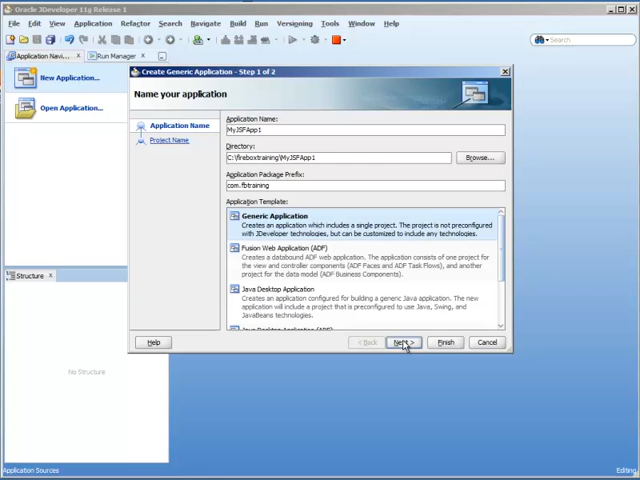 Oracle JDeveloper 11g Release 1
File Edit View Application Refactor Search Navigate Build Run Versioning Tools Window Help
Search
Application Navi... Run Manager
New Application...
Open Application...
Create Generic Application - Step 1 of 2
Name your application
Application Name
Project Name
Application Name:
MyJSFApp1
Directory:
C:\fireboxtraining\MyJSFApp1
Browse...
Application Package Prefix:
com.fbtraining
Application Template:
Generic Application
Creates an application which includes a single project. The project is not preconfigured
with JDeveloper technologies, but can be customized to include any technologies.
Fusion Web Application (ADF)
Creates a databound ADF web application. The application consists of one project for
the view and controller components (ADF Faces and ADF Task Flows), and another
project for the data model (ADF Business Components).
Java Desktop Application
Creates an application configured for building a generic Java application. The new
application will include a project that is preconfigured to use Java, Swing, and
JavaBeans technologies.
Java Desktop Application (ADF)
Help < Back Next > Finish Cancel
Structure
No Structure
Application Sources
Editing